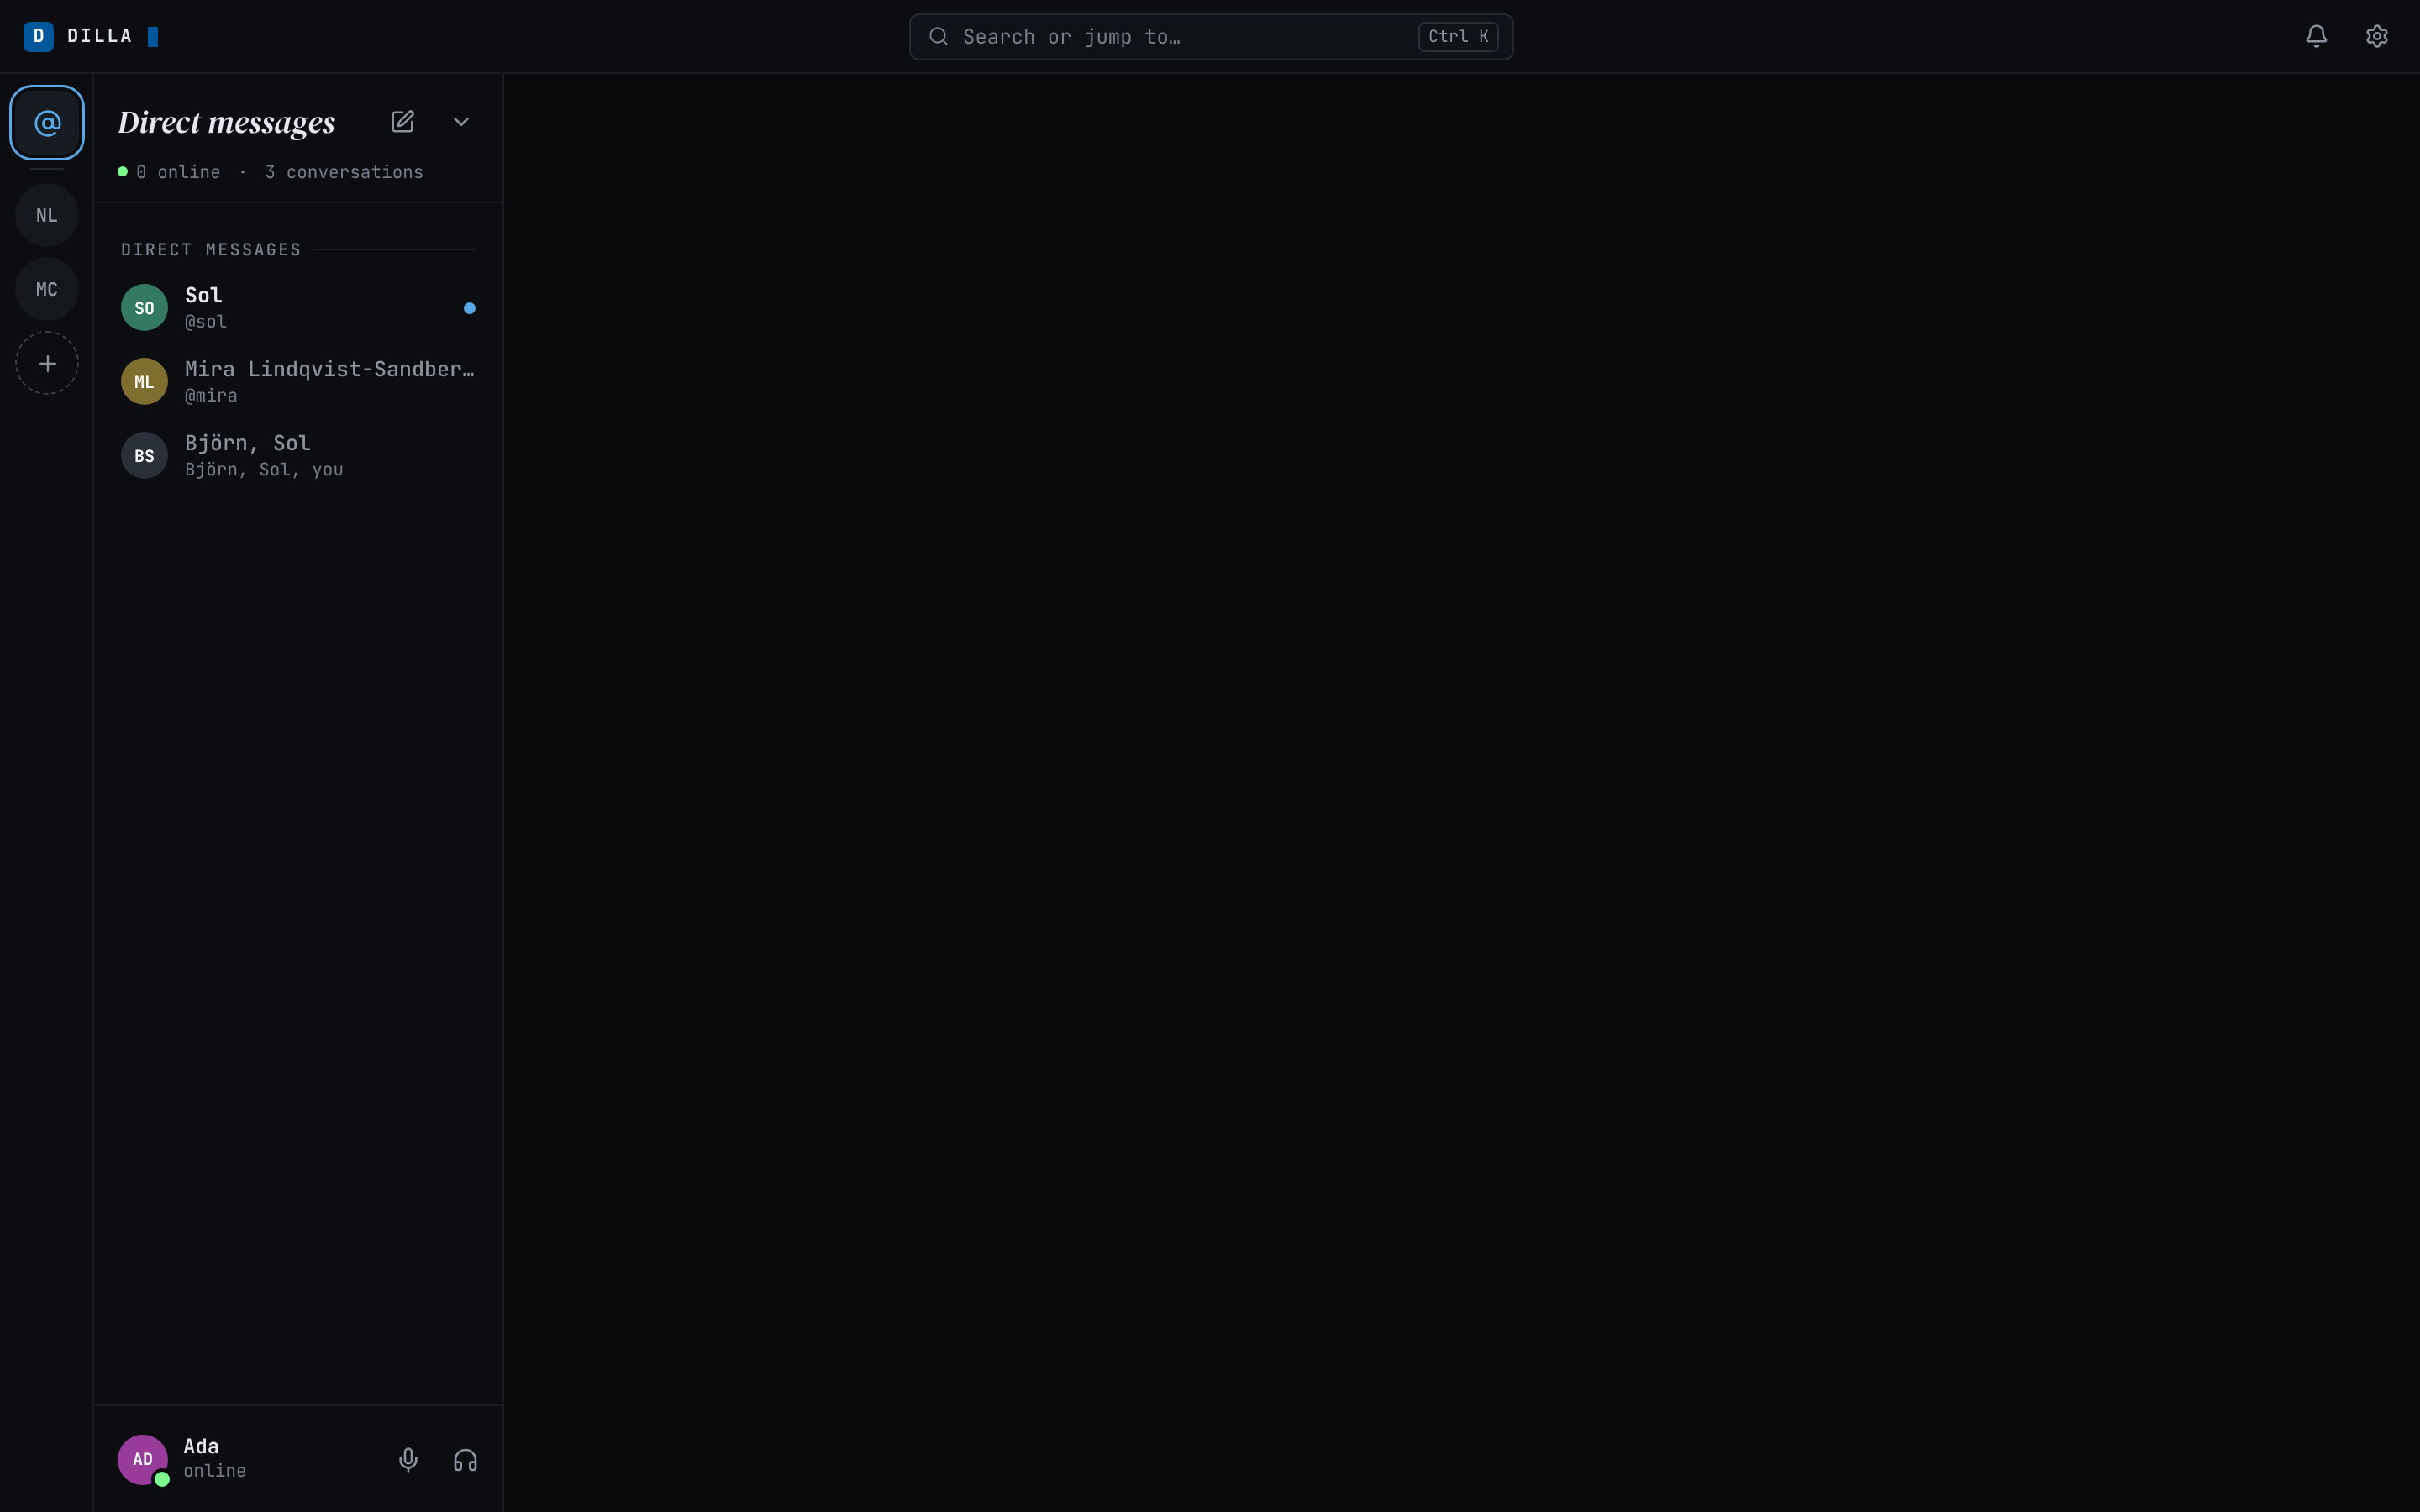 D DILLA
Search or jump to… Ctrl K
Direct messages
0 online · 3 conversations
NL
MC
DIRECT MESSAGES
SO Sol
@sol
ML Mira Lindqvist-Sandber…
@mira
BS Björn, Sol
Björn, Sol, you
AD Ada
online